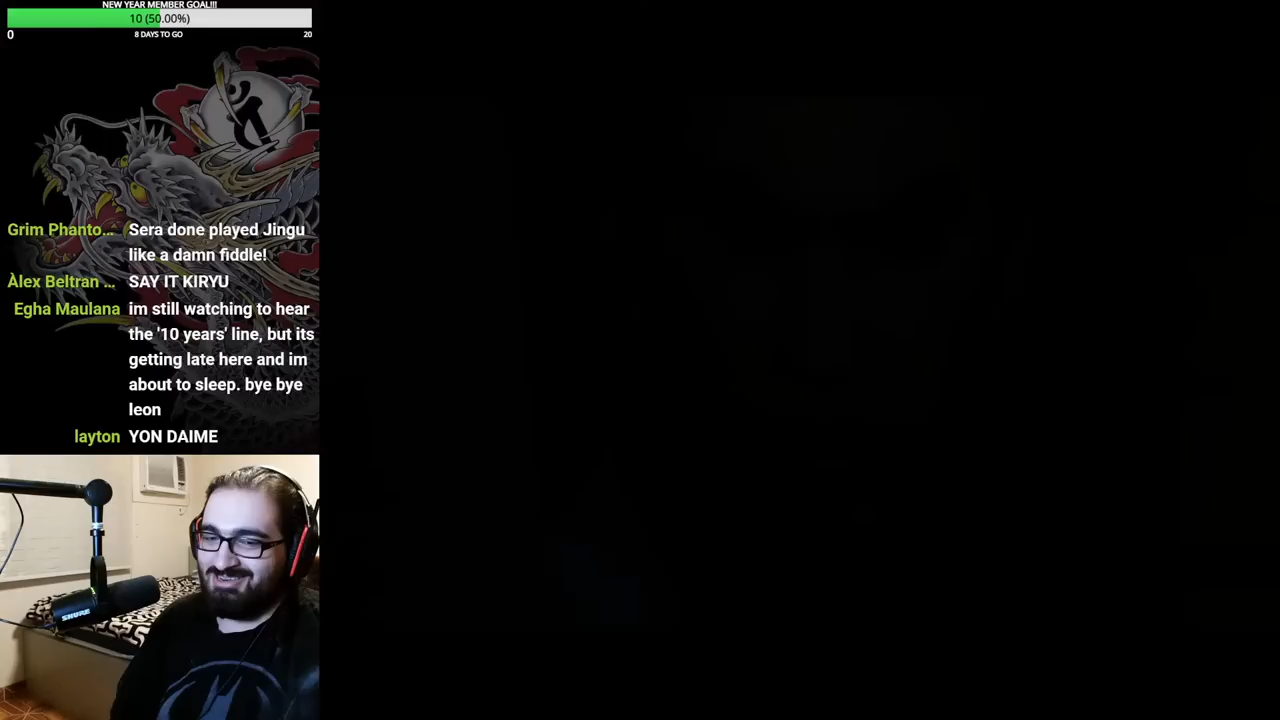 NEW YEAR MEMBER GOAL!!!
10 (50.00%)
0 8 DAYS TO GO 20
Grim Phanto... Sera done played Jingu
like a damn fiddle!
Àlex Beltran ... SAY IT KIRYU
Egha Maulana im still watching to hear
the '10 years' line, but its
getting late here and im
about to sleep. bye bye
leon
layton YON DAIME
SHURE